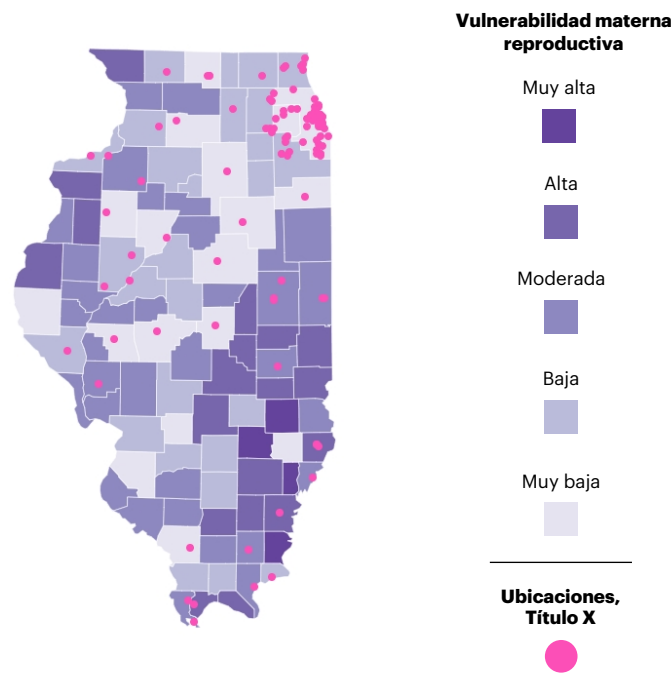 Vulnerabilidad materna
reproductiva
Muy alta
Alta
Moderada
Baja
Muy baja
Ubicaciones,
Título X